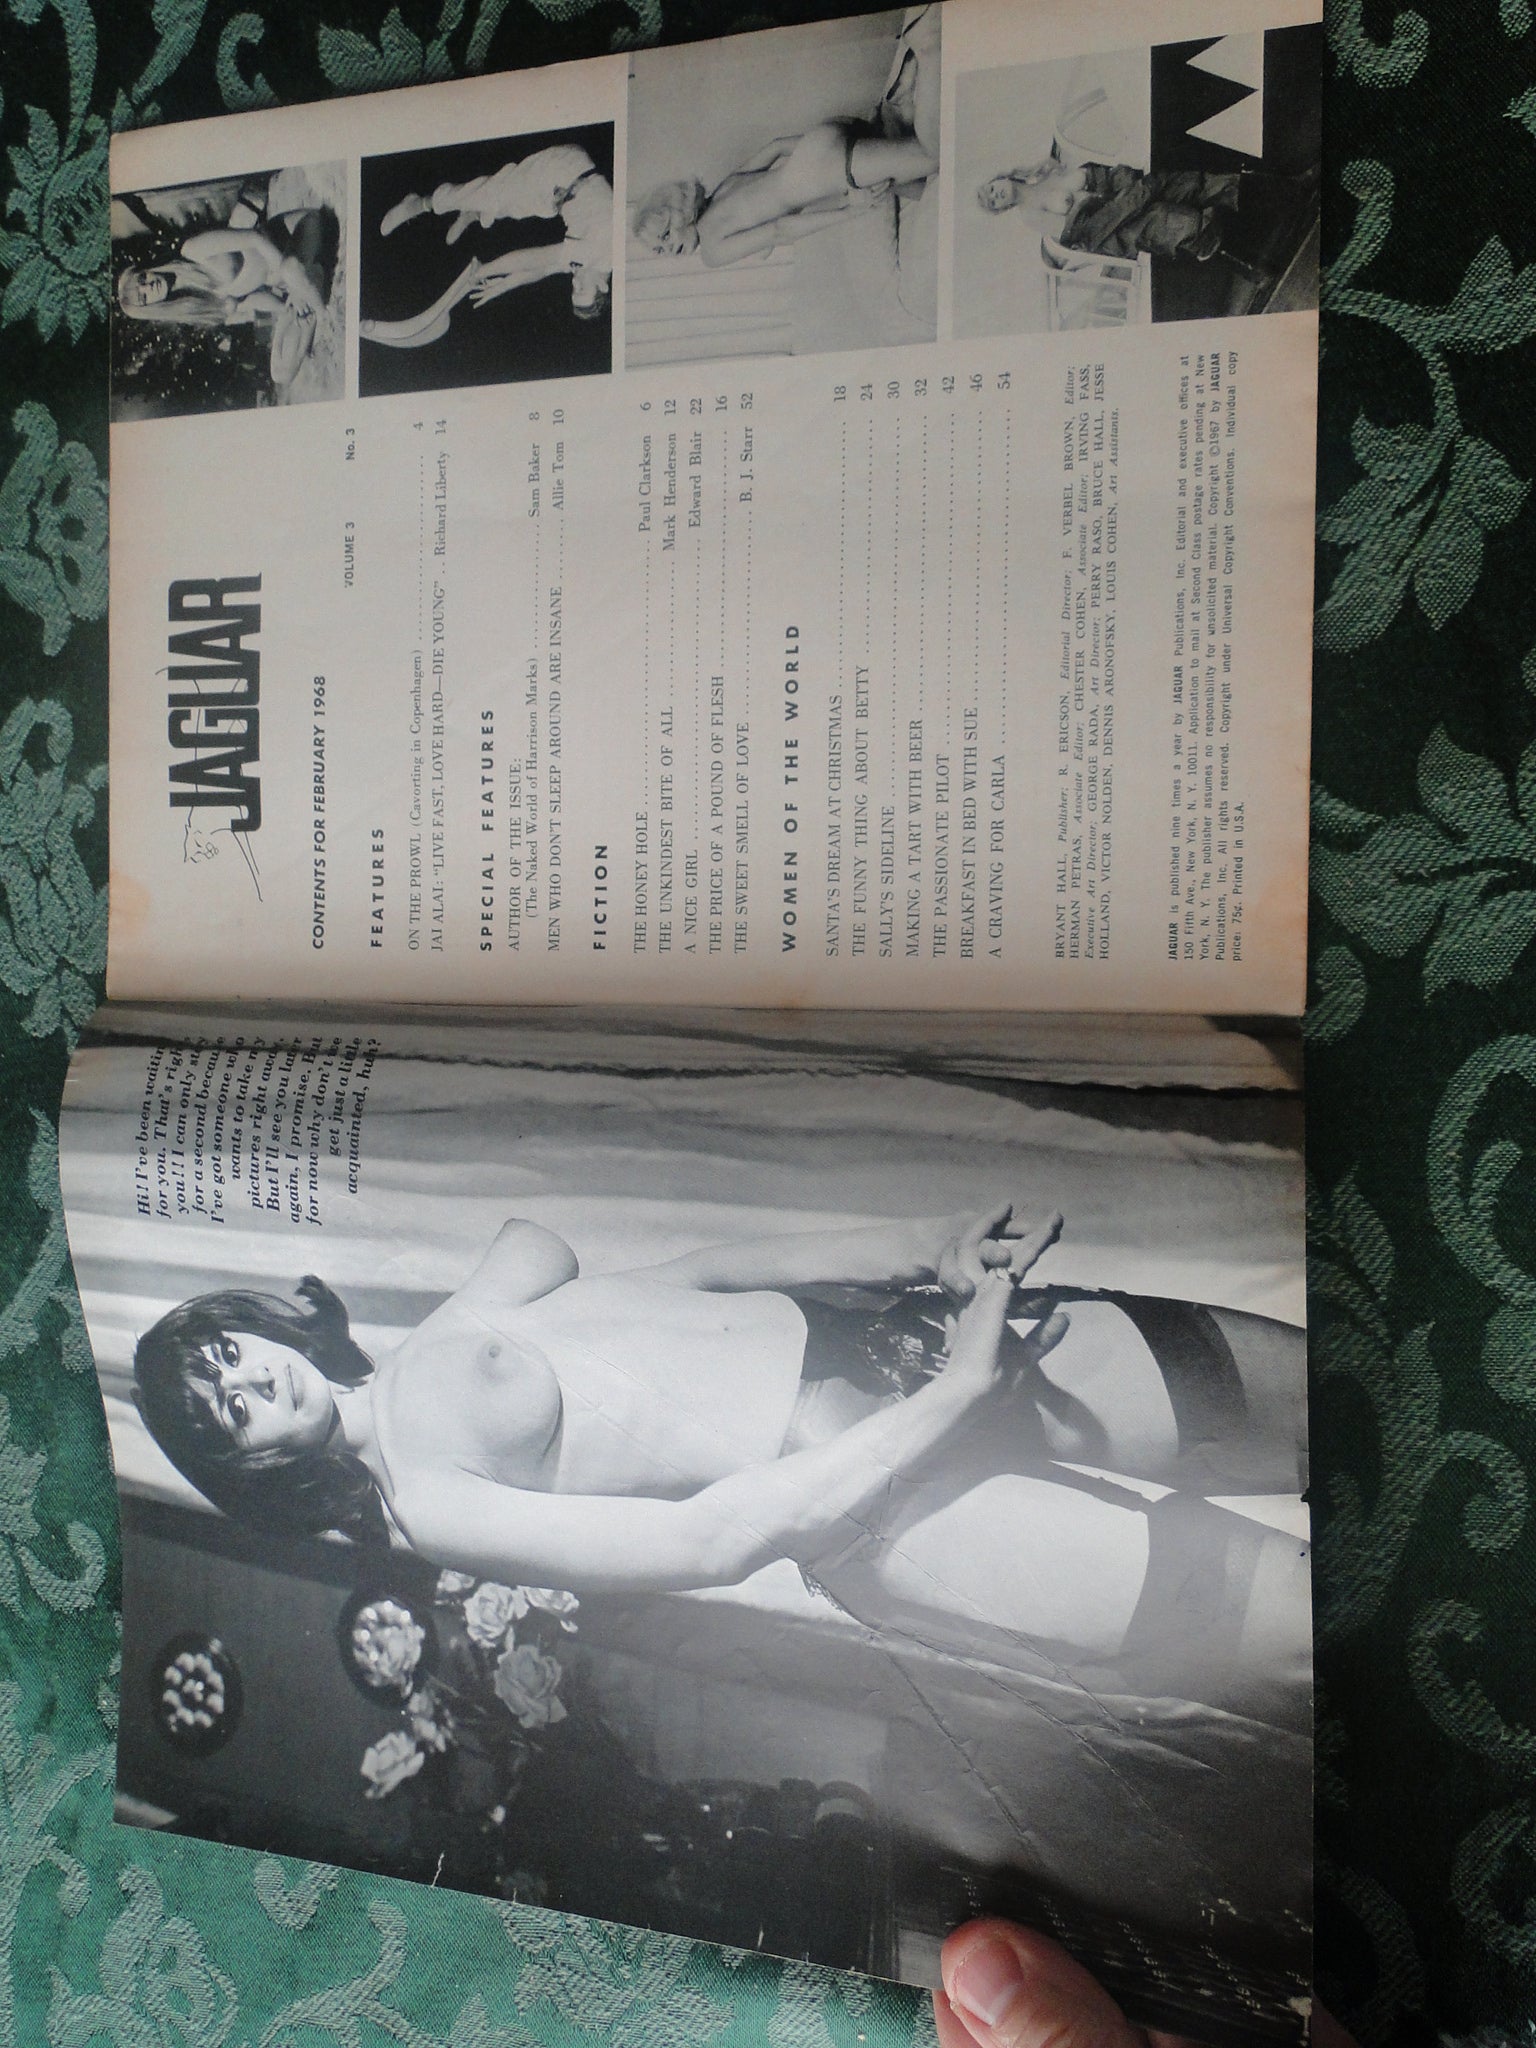 Hi! I've been waiting
for you. That's right,
you!! I can only stay
for a second because
I've got someone who
wants to take my
pictures right away.
But I'll see you later
again, I promise. But
for now why don't we
get just a little
acquainted, huh?
JAGUAR
CONTENTS FOR FEBRUARY 1968
VOLUME 3 No. 3
FEATURES
ON THE PROWL (Cavorting in Copenhagen) 4
JAI ALAI: "LIVE FAST, LOVE HARD—DIE YOUNG" .. Richard Liberty 14
SPECIAL FEATURES
AUTHOR OF THE ISSUE:
(The Naked World of Harrison Marks) Sam Baker 8
MEN WHO DON'T SLEEP AROUND ARE INSANE Allie Tom 10
FICTION
THE HONEY HOLE Paul Clarkson 6
THE UNKINDEST BITE OF ALL Mark Henderson 12
A NICE GIRL Edward Blair 22
THE PRICE OF A POUND OF FLESH 16
THE SWEET SMELL OF LOVE B. J. Starr 52
WOMEN OF THE WORLD
SANTA'S DREAM AT CHRISTMAS 18
THE FUNNY THING ABOUT BETTY 24
SALLY'S SIDELINE 30
MAKING A TART WITH BEER 32
THE PASSIONATE PILOT 42
BREAKFAST IN BED WITH SUE 46
A CRAVING FOR CARLA 54
BRYANT HALL, Publisher; R. ERICSON, Editorial Director; F. VERBEL BROWN, Editor;
HERMAN PETRAS, Associate Editor; CHESTER COHEN, Associate Editor; IRVING FASS,
Executive Art Director; GEORGE RADA, Art Director; PERRY RASO, BRUCE HALL, JESSE
HOLLAND, VICTOR NOLDEN, DENNIS ARONOFSKY, LOUIS COHEN, Art Assistants.
JAGUAR is published nine times a year by JAGUAR Publications, Inc. Editorial and executive offices at
150 Fifth Ave., New York, N. Y. 10011. Application to mail at Second Class postage rates pending at New
York, N. Y. The publisher assumes no responsibility for unsolicited material. Copyright ©1967 by JAGUAR
Publications, Inc. All rights reserved. Copyright under Universal Copyright Conventions. Individual copy
price: 75¢. Printed in U.S.A.